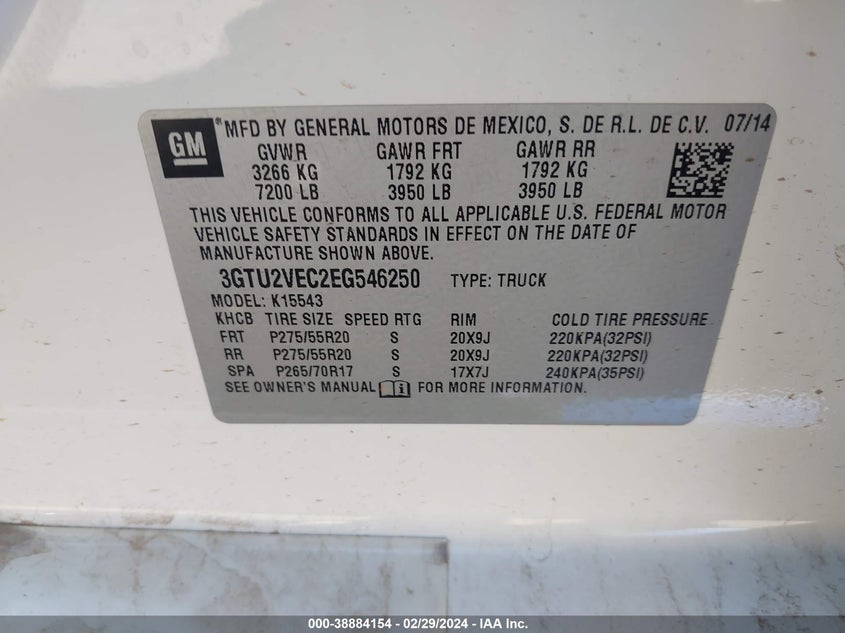 GM
*MFD BY GENERAL MOTORS DE MEXICO, S. DE R.L. DE C.V. 07/14
GVWR GAWR FRT GAWR RR
3266 KG 1792 KG 1792 KG
7200 LB 3950 LB 3950 LB
THIS VEHICLE CONFORMS TO ALL APPLICABLE U.S. FEDERAL MOTOR
VEHICLE SAFETY STANDARDS IN EFFECT ON THE DATE OF
MANUFACTURE SHOWN ABOVE.
3GTU2VEC2EG546250 TYPE: TRUCK
MODEL: K15543
KHCB TIRE SIZE SPEED RTG RIM COLD TIRE PRESSURE
FRT P275/55R20 S 20X9J 220KPA(32PSI)
RR P275/55R20 S 20X9J 220KPA(32PSI)
SPA P265/70R17 S 17X7J 240KPA(35PSI)
SEE OWNER'S MANUAL FOR MORE INFORMATION.
000-38884154 - 02/29/2024 - IAA Inc.